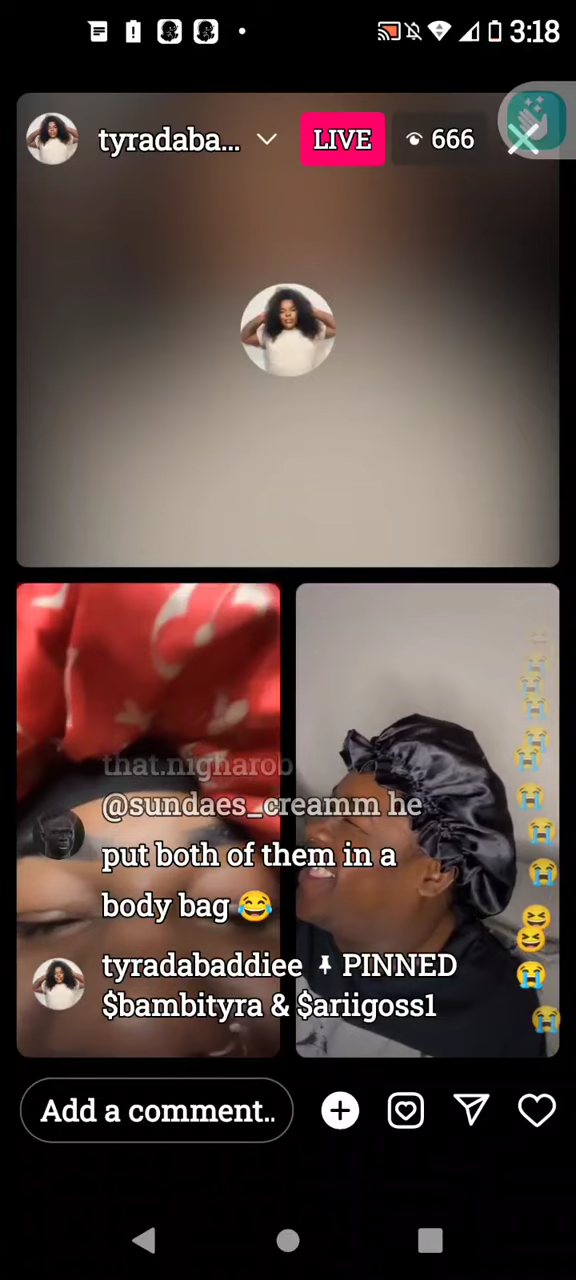 3:18
tyradaba...
LIVE
666
that.nigharob
@sundaes_creamm he
put both of them in a
body bag 😂
tyradabaddiee PINNED
$bambityra & $ariigoss1
Add a comment..